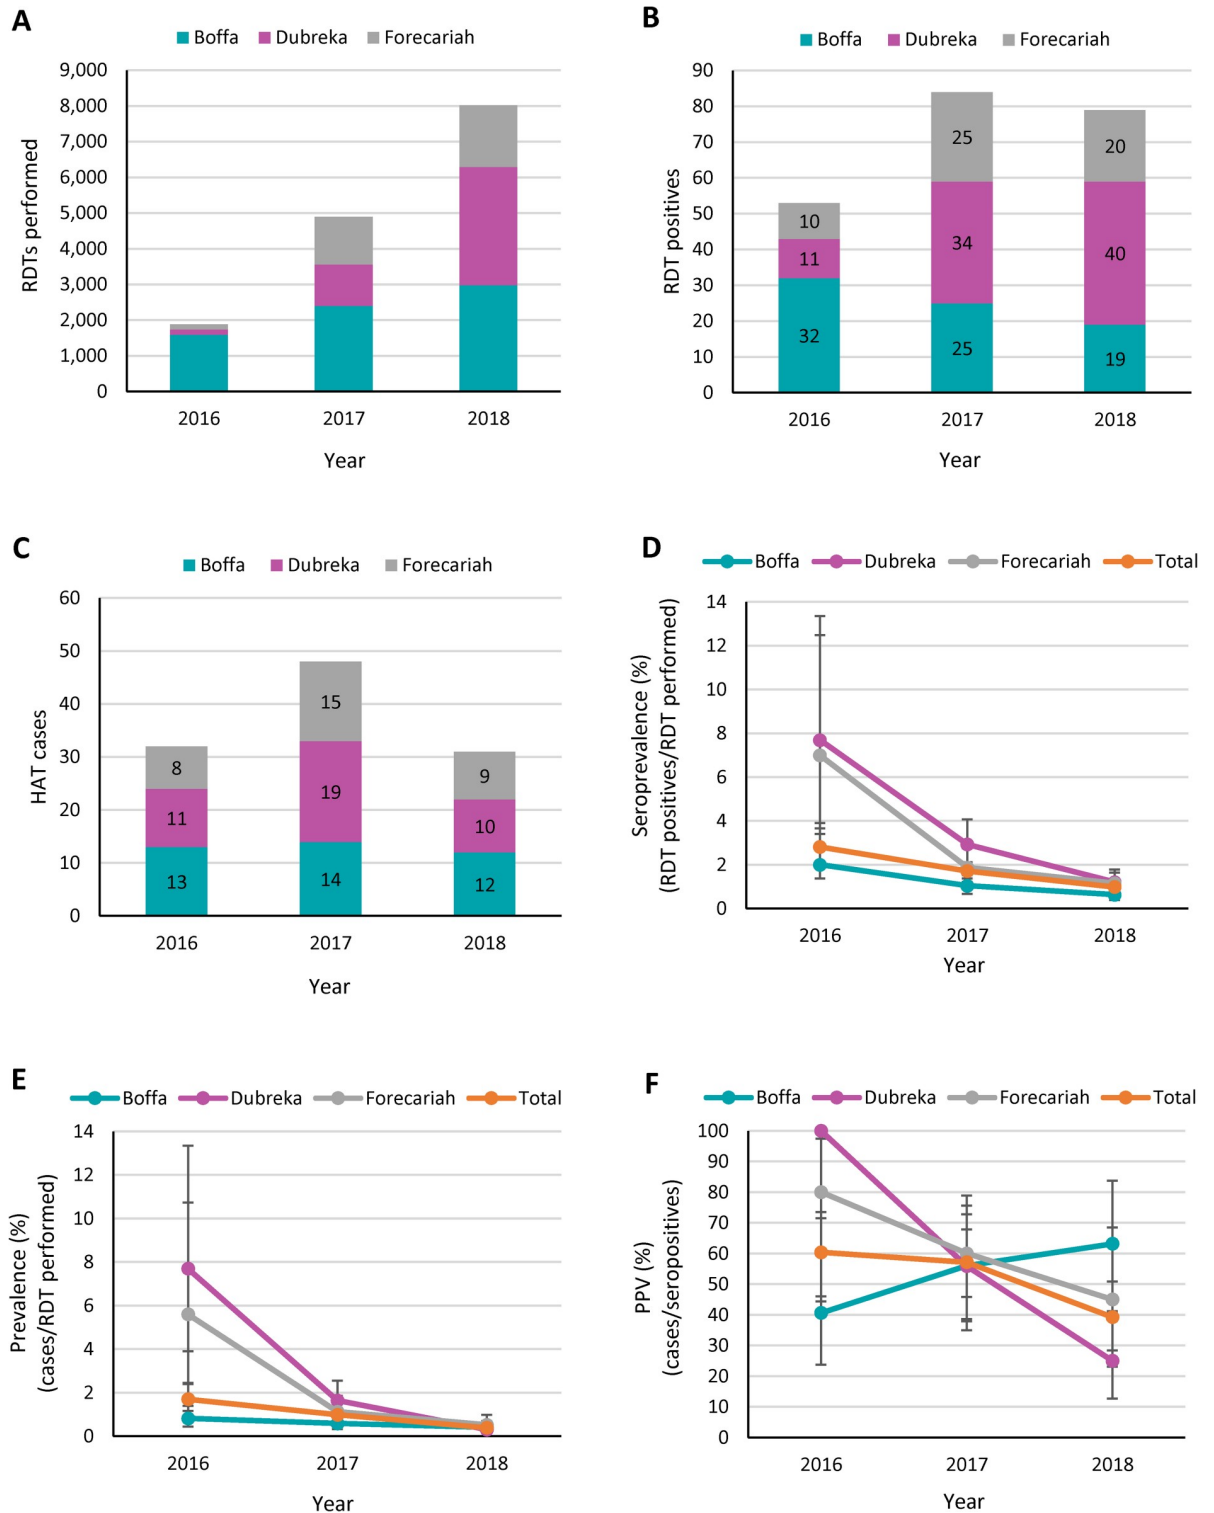 A
Boffa Dubreka Forecariah
9,000
8,000
7,000
6,000
5,000
4,000
3,000
2,000
1,000
0
RDTs performed
2016 2017 2018
Year
B
Boffa Dubreka Forecariah
90
80
70
60
50
40
30
20
10
0
RDT positives
10 25 20
11 34 40
32 25 19
2016 2017 2018
Year
C
Boffa Dubreka Forecariah
60
50
40
30
20
10
0
HAT cases
8 15 9
11 19 10
13 14 12
2016 2017 2018
Year
D
Boffa Dubreka Forecariah Total
14
12
10
8
6
4
2
0
Seroprevalence (%)
(RDT positives/RDT performed)
2016 2017 2018
Year
E
Boffa Dubreka Forecariah Total
14
12
10
8
6
4
2
0
Prevalence (%)
(cases/RDT performed)
2016 2017 2018
Year
F
Boffa Dubreka Forecariah Total
100
90
80
70
60
50
40
30
20
10
0
PPV (%)
(cases/seropositives)
2016 2017 2018
Year